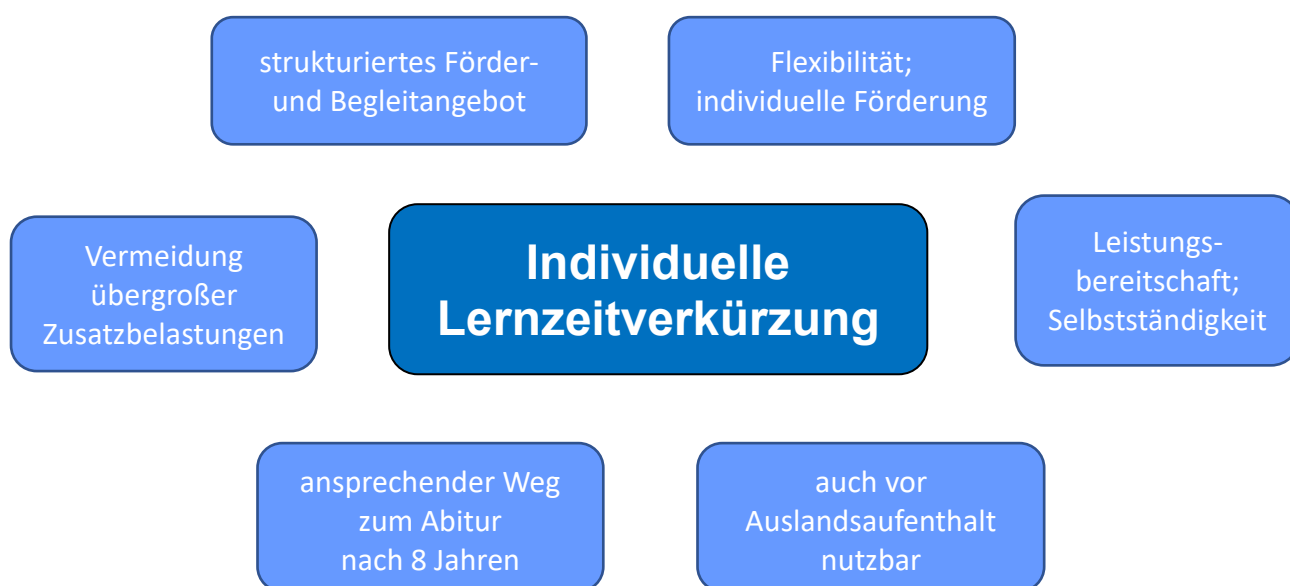 strukturiertes Förder-
und Begleitangebot
Flexibilität;
individuelle Förderung
Vermeidung
übergroßer
Zusatzbelastungen
Individuelle
Lernzeitverkürzung
Leistungs-
bereitschaft;
Selbstständigkeit
ansprechender Weg
zum Abitur
nach 8 Jahren
auch vor
Auslandsaufenthalt
nutzbar